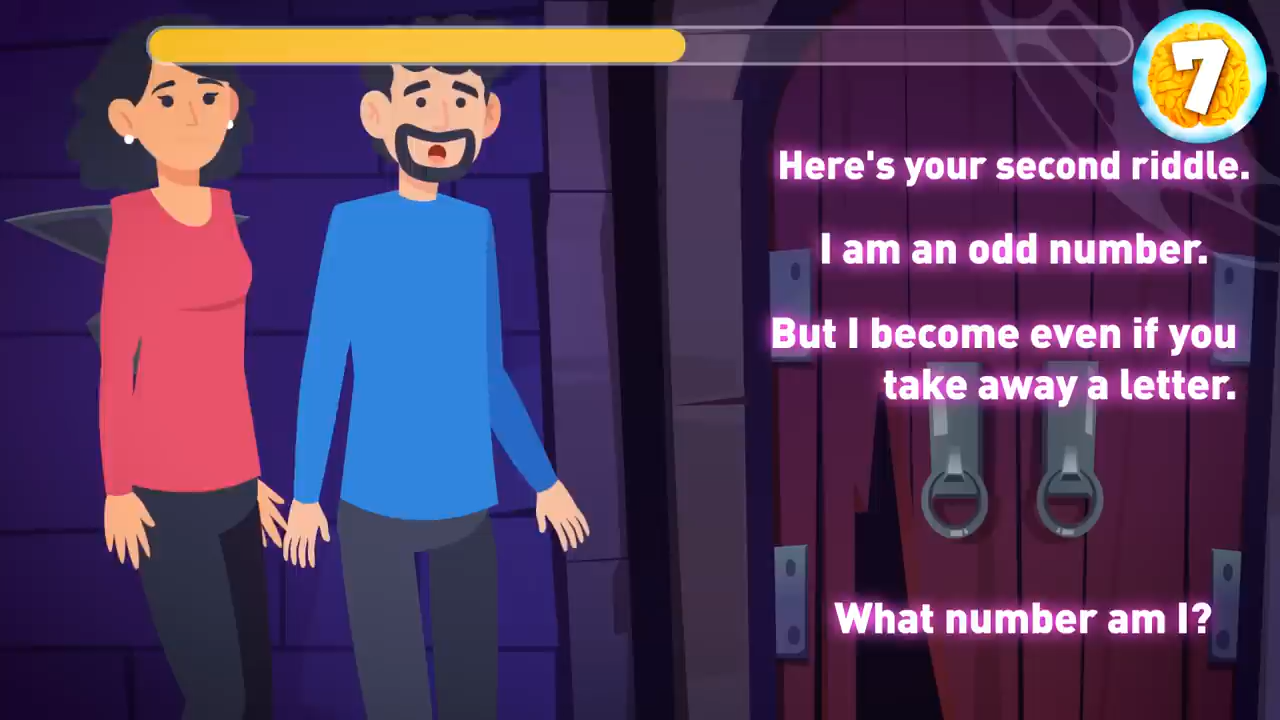 7
Here's your second riddle.
I am an odd number.
But I become even if you
take away a letter.
What number am I?